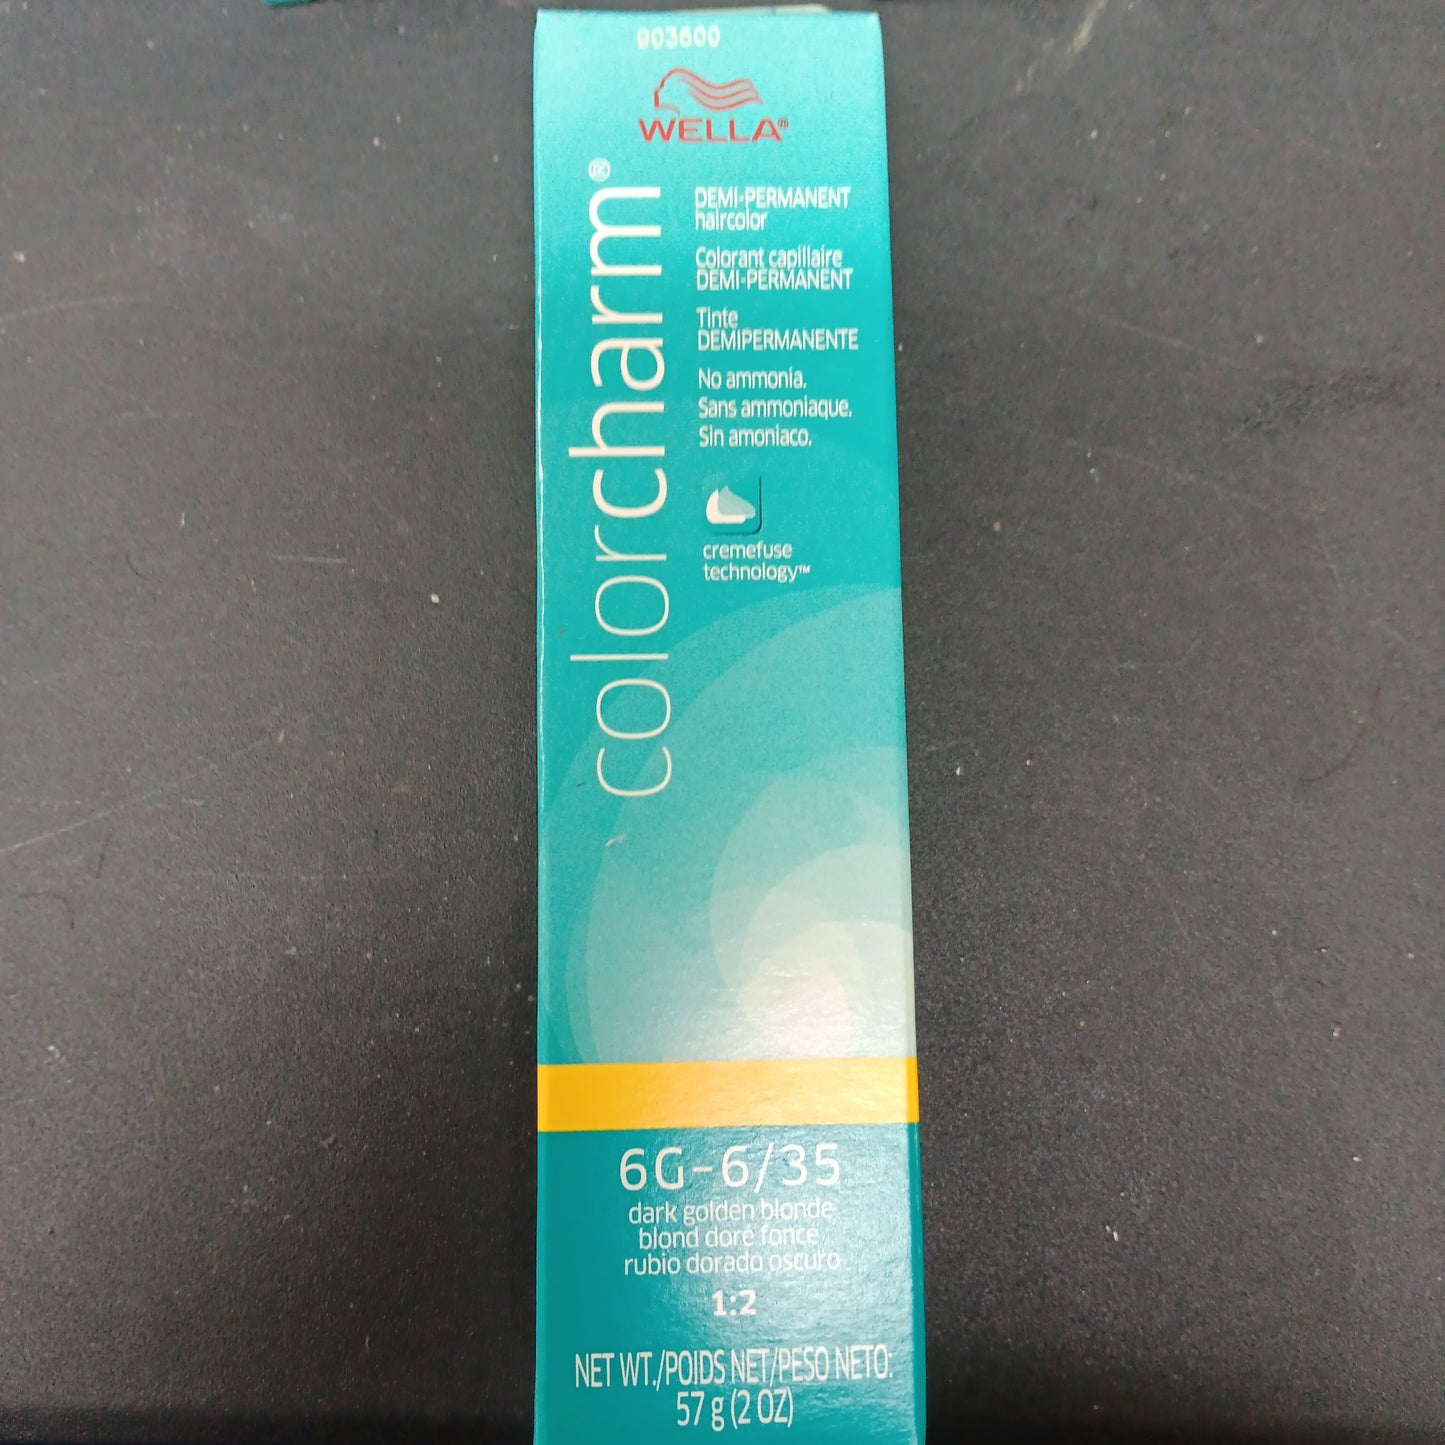 903600
WELLA®
colorcharm®
DEMI-PERMANENT
haircolor
Colorant capillaire
DEMI-PERMANENT
Tinte
DEMIPERMANENTE
No ammonia.
Sans ammoniaque.
Sin amoniaco.
cremefuse
technology™
6G-6/35
dark golden blonde
blond doré fonce
rubio dorado oscuro
1:2
NET WT./POIDS NET/PESO NETO:
57 g (2 OZ)